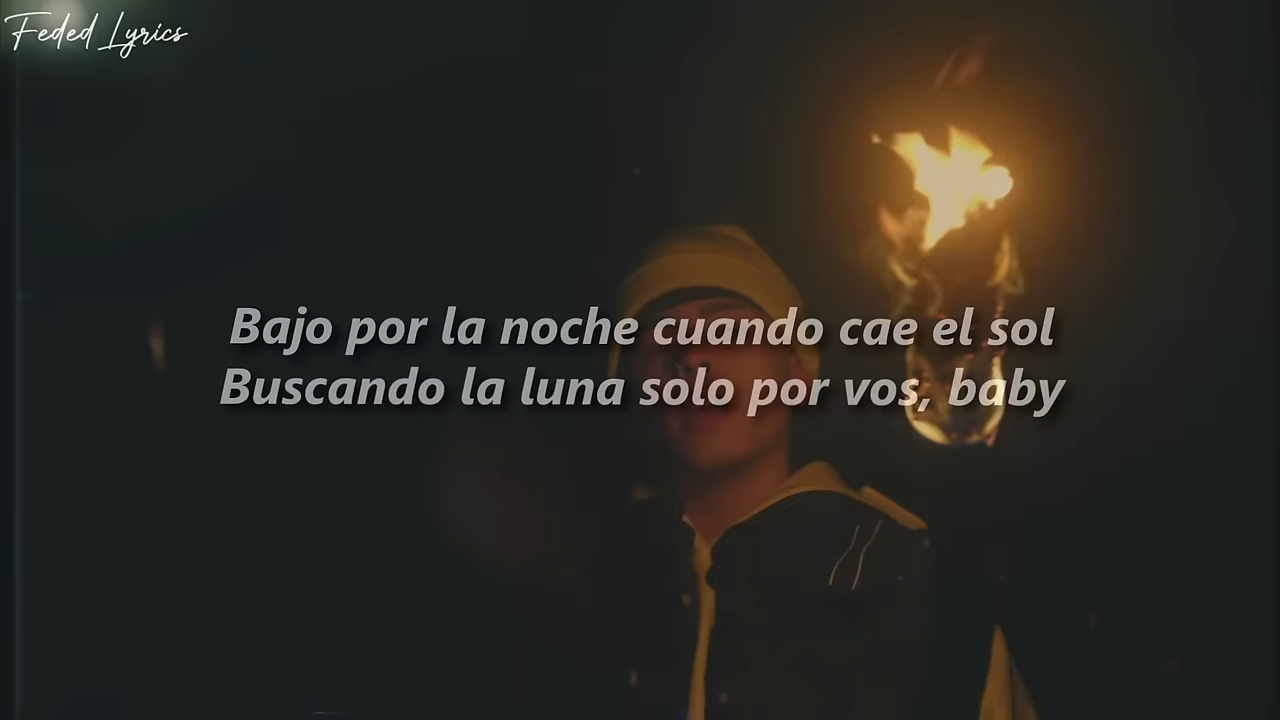 Feded Lyrics
Bajo por la noche cuando cae el sol
Buscando la luna solo por vos, baby